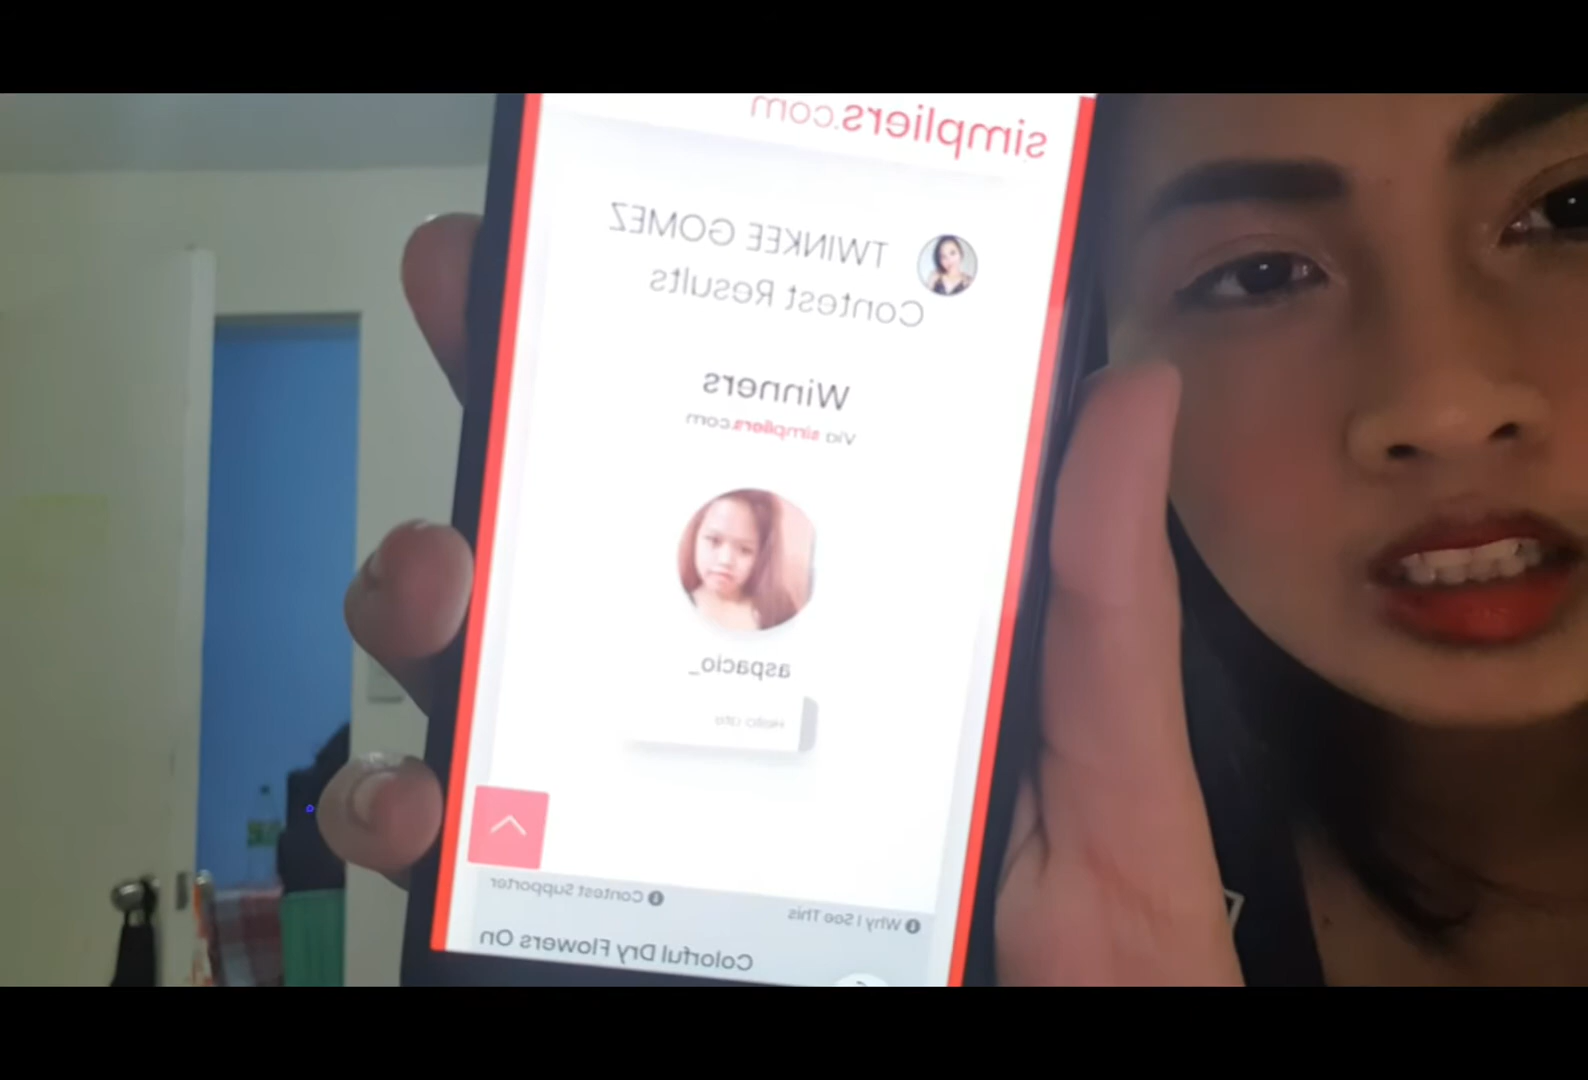 simpliers.com
TWINKEE GOMEZ
Contest Results
Winners
Via simpliers.com
aspacio_
Hello ate
Why I See This
Contest Supporter
Colorful Dry Flowers On